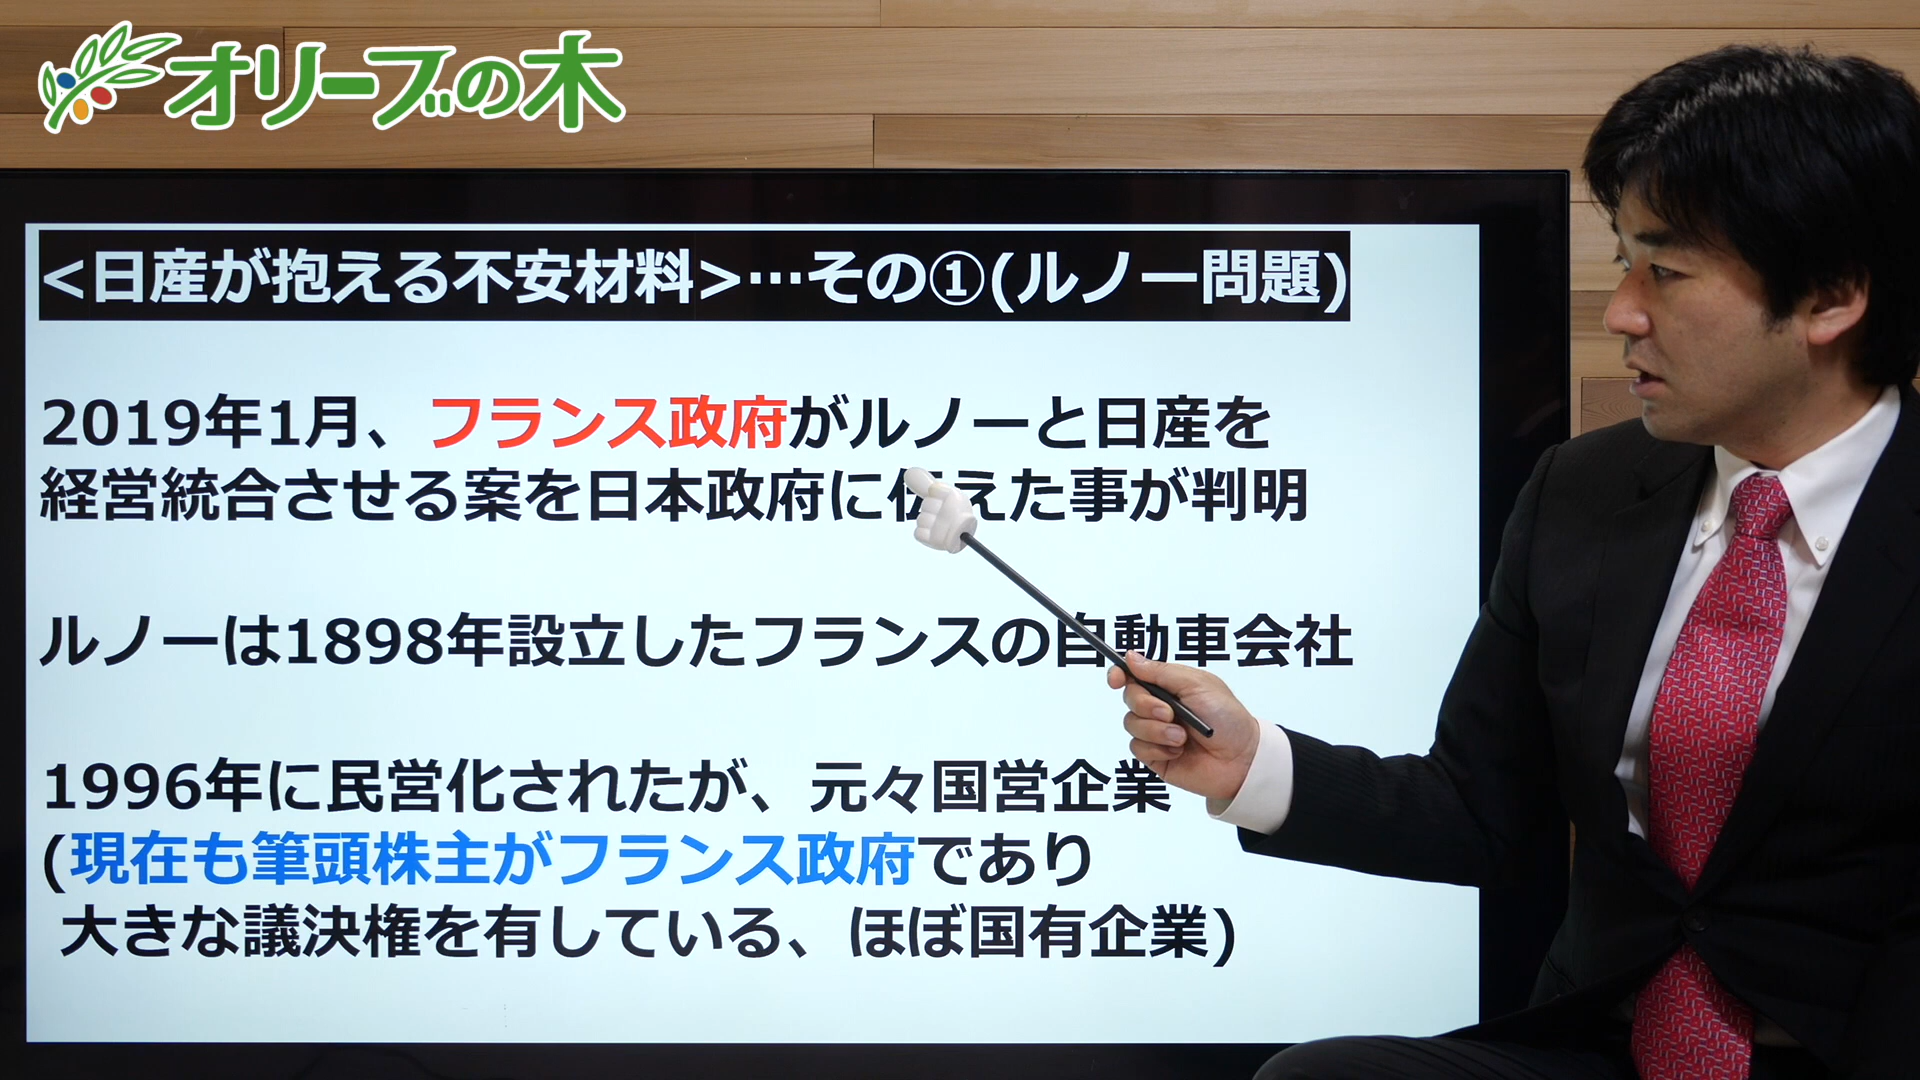 オリーブの木
<日産が抱える不安材料>…その①(ルノー問題)
2019年1月、フランス政府がルノーと日産を
経営統合させる案を日本政府に伝えた事が判明
ルノーは1898年設立したフランスの自動車会社
1996年に民営化されたが、元々国営企業
(現在も筆頭株主がフランス政府であり
大きな議決権を有している、ほぼ国有企業)